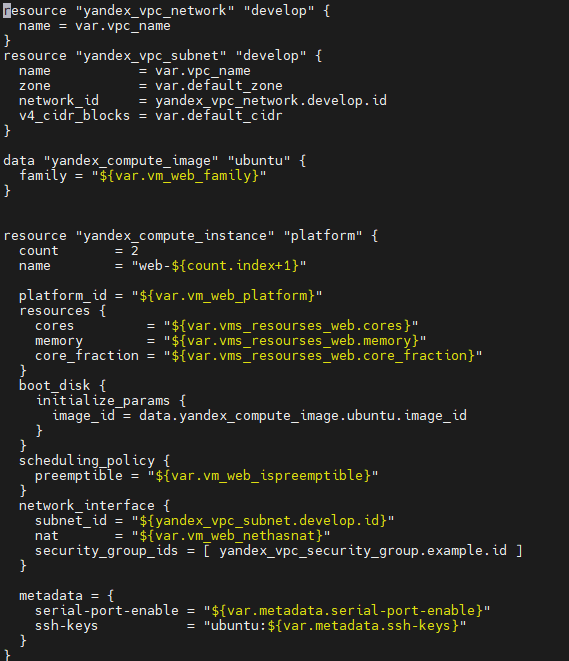 resource "yandex_vpc_network" "develop" {
  name = var.vpc_name
}
resource "yandex_vpc_subnet" "develop" {
  name           = var.vpc_name
  zone           = var.default_zone
  network_id     = yandex_vpc_network.develop.id
  v4_cidr_blocks = var.default_cidr
}

data "yandex_compute_image" "ubuntu" {
  family = "${var.vm_web_family}"
}


resource "yandex_compute_instance" "platform" {
  count       = 2
  name        = "web-${count.index+1}"

  platform_id = "${var.vm_web_platform}"
  resources {
    cores         = "${var.vms_resourses_web.cores}"
    memory        = "${var.vms_resourses_web.memory}"
    core_fraction = "${var.vms_resourses_web.core_fraction}"
  }
  boot_disk {
    initialize_params {
      image_id = data.yandex_compute_image.ubuntu.image_id
    }
  }
  scheduling_policy {
    preemptible = "${var.vm_web_ispreemptible}"
  }
  network_interface {
    subnet_id = "${yandex_vpc_subnet.develop.id}"
    nat       = "${var.vm_web_nethasnat}"
    security_group_ids = [ yandex_vpc_security_group.example.id ]
  }

  metadata = {
    serial-port-enable = "${var.metadata.serial-port-enable}"
    ssh-keys           = "ubuntu:${var.metadata.ssh-keys}"
  }
}